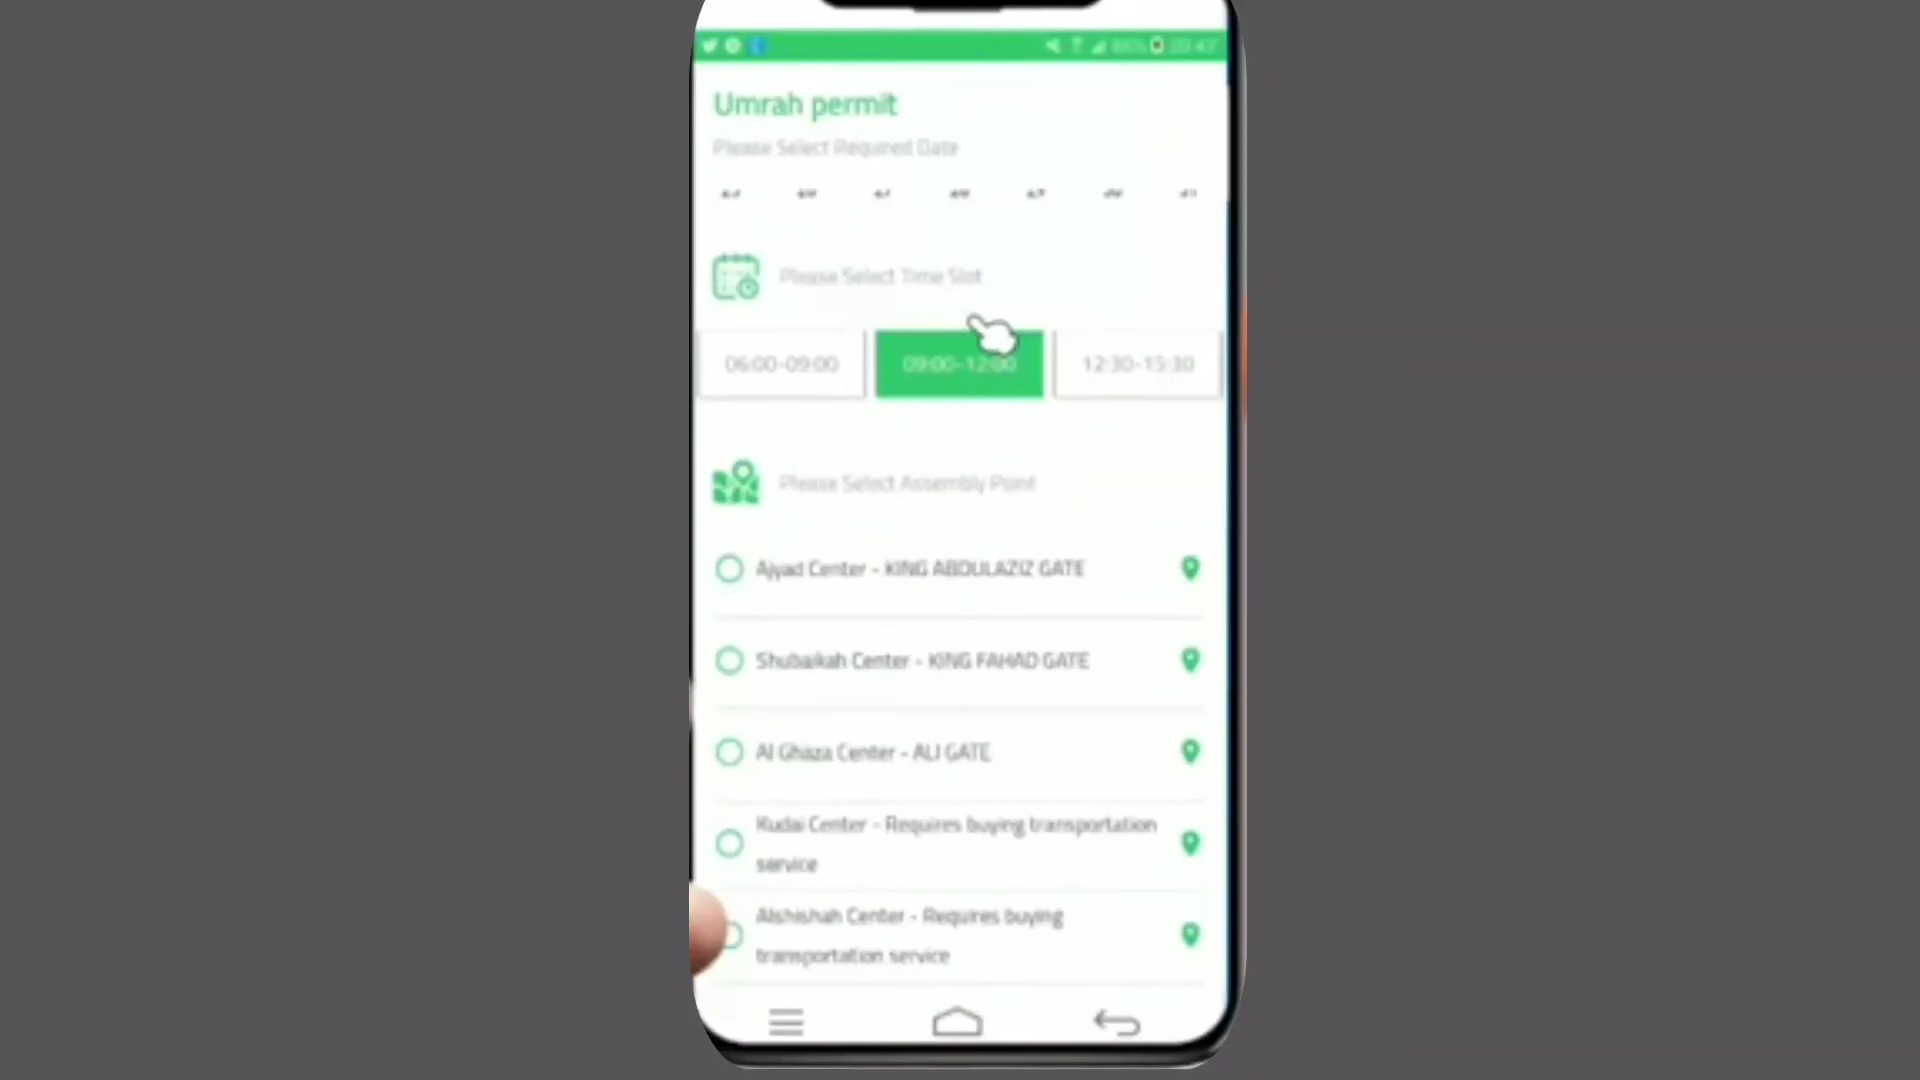 Umrah permit
Please Select Required Date
Please Select Time Slot
06:00-09:00
09:00-12:00
12:30-15:30
Please Select Assembly Point
Ajyad Center - KING ABDULAZIZ GATE
Shubaikah Center - KING FAHAD GATE
Al Ghaza Center - ALI GATE
Kudai Center - Requires buying transportation
service
Alshishah Center - Requires buying
transportation service